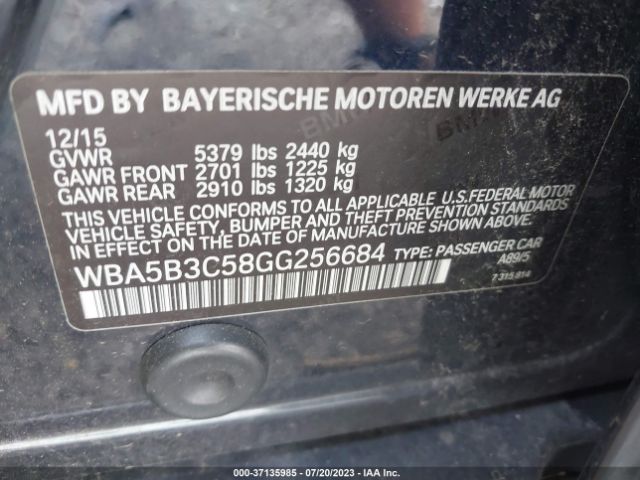 MFD BY BAYERISCHE MOTOREN WERKE AG
12/15
GVWR 5379 lbs 2440 kg
GAWR FRONT 2701 lbs 1225 kg
GAWR REAR 2910 lbs 1320 kg
THIS VEHICLE CONFORMS TO ALL APPLICABLE U.S.FEDERAL MOTOR
VEHICLE SAFETY, BUMPER, AND THEFT PREVENTION STANDARDS
IN EFFECT ON THE DATE OF MANUFACTURE SHOWN ABOVE.
WBA5B3C58GG256684 TYPE: PASSENGER CAR
A89/5
7 315 814
000-37135985 - 07/20/2023 - IAA Inc.